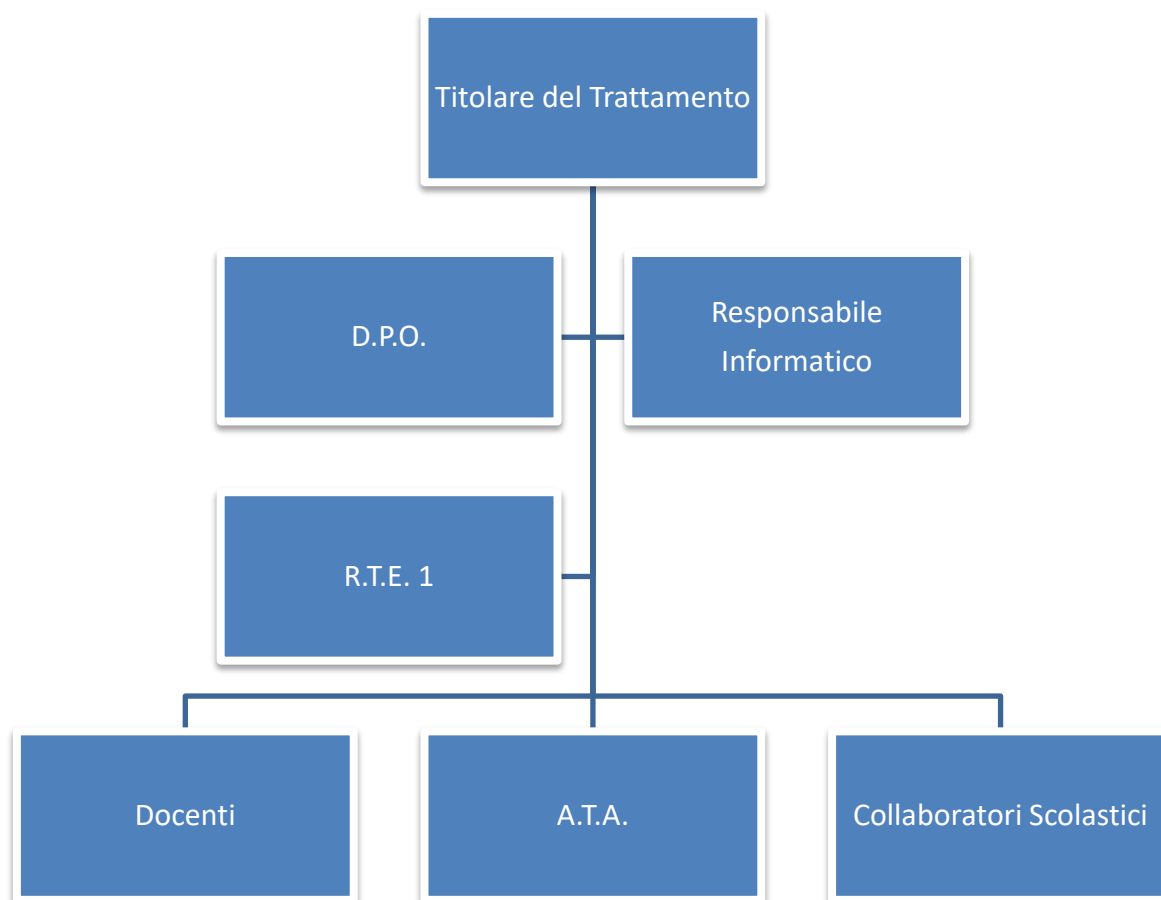 Titolare del Trattamento
D.P.O.
Responsabile
Informatico
R.T.E. 1
Docenti
A.T.A.
Collaboratori Scolastici